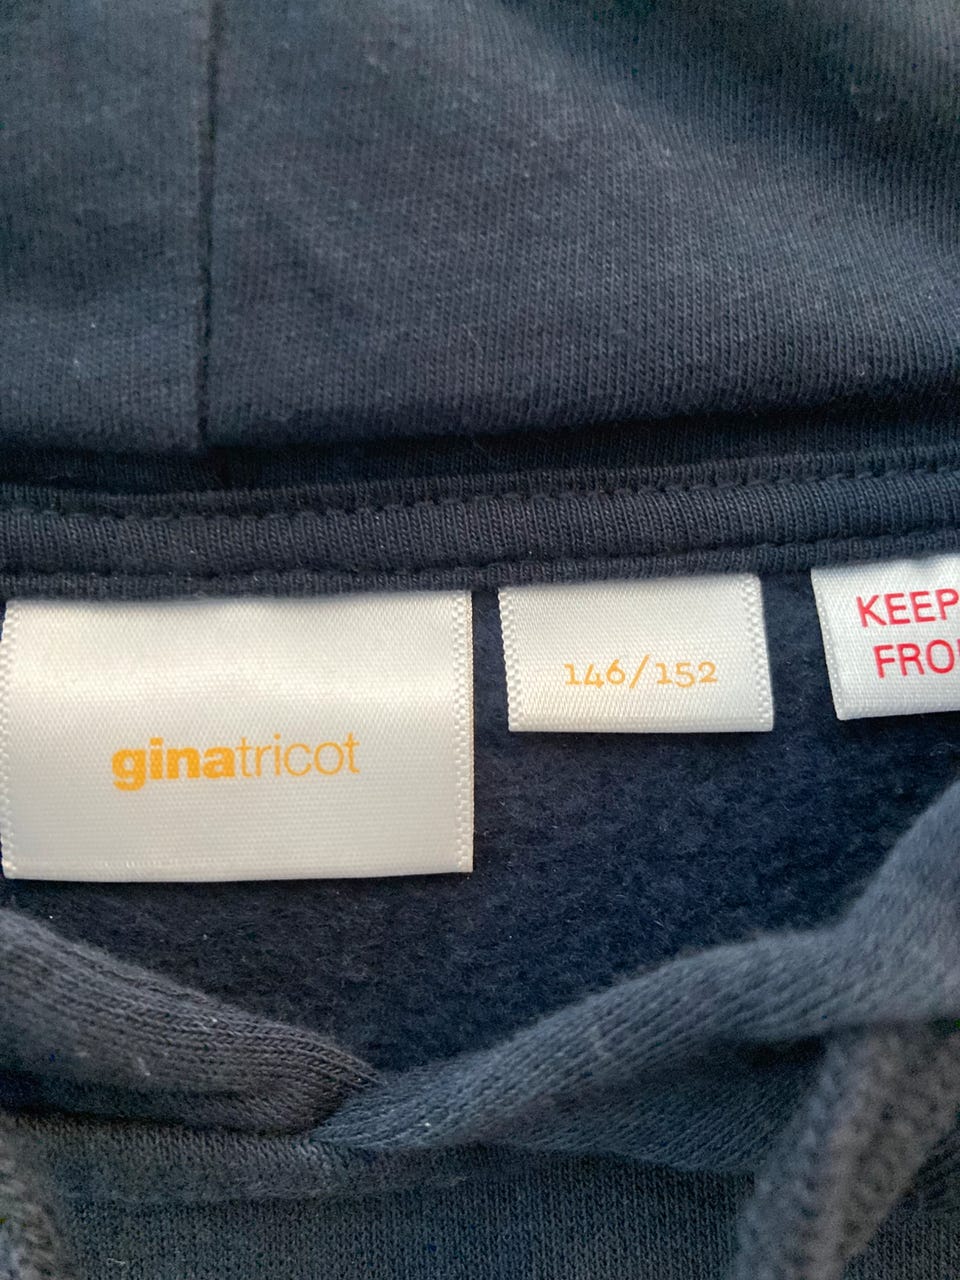 ginatricot
146/152
KEEP
FRO